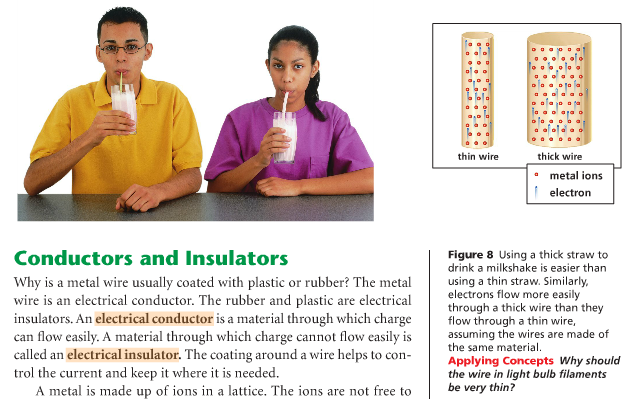 thin wire
thick wire
metal ions
electron
Conductors and Insulators
Why is a metal wire usually coated with plastic or rubber? The metal
wire is an electrical conductor. The rubber and plastic are electrical
insulators. An electrical conductor is a material through which charge
can flow easily. A material through which charge cannot flow easily is
called an electrical insulator. The coating around a wire helps to con-
trol the current and keep it where it is needed.
A metal is made up of ions in a lattice. The ions are not free to
Figure 8 Using a thick straw to
drink a milkshake is easier than
using a thin straw. Similarly,
electrons flow more easily
through a thick wire than they
flow through a thin wire,
assuming the wires are made of
the same material.
Applying Concepts Why should
the wire in light bulb filaments
be very thin?